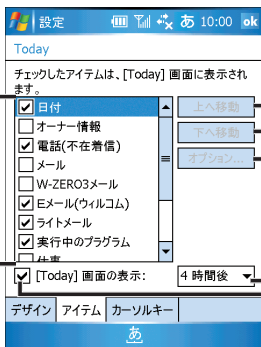 設定 あ 10:00 ok
Today
チェックしたアイテムは、[Today] 画面に表示され
ます。
日付
オーナー情報
電話(不在着信)
メール
W-ZERO3メール
Eメール(ウィルコム)
ライトメール
実行中のプログラム
仕事
上へ移動
下へ移動
オプション...
[Today] 画面の表示: 4 時間後
デザイン アイテム カーソルキー
あ